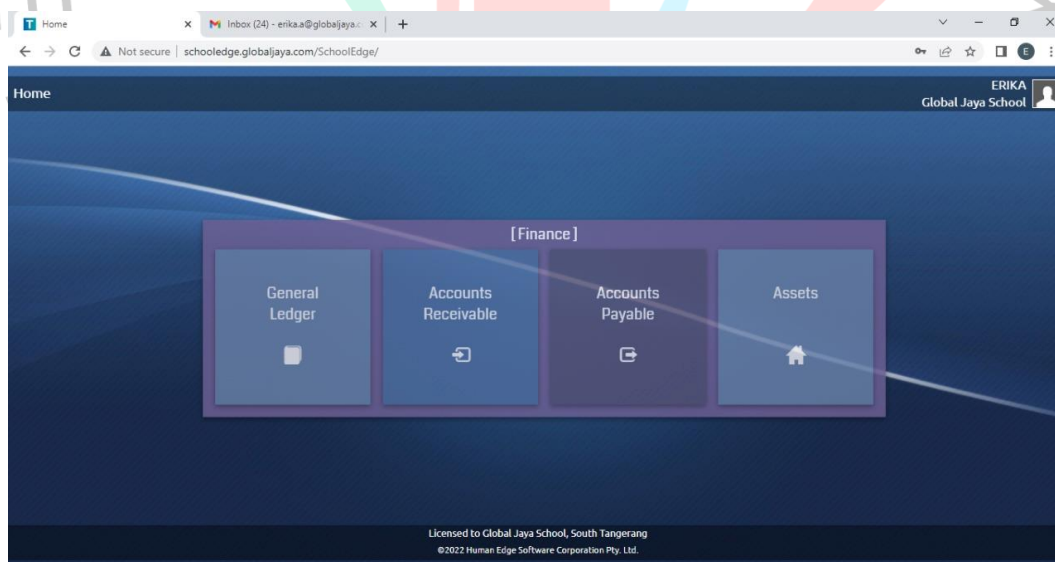 T Home
Inbox (24) - erika.a@globaljaya.c
Not secure schooledge.globaljaya.com/SchoolEdge/
E
Home
ERIKA
Global Jaya School
[Finance]
General
Ledger
Accounts
Receivable
Accounts
Payable
Assets
Licensed to Global Jaya School, South Tangerang
©2022 Human Edge Software Corporation Pty. Ltd.